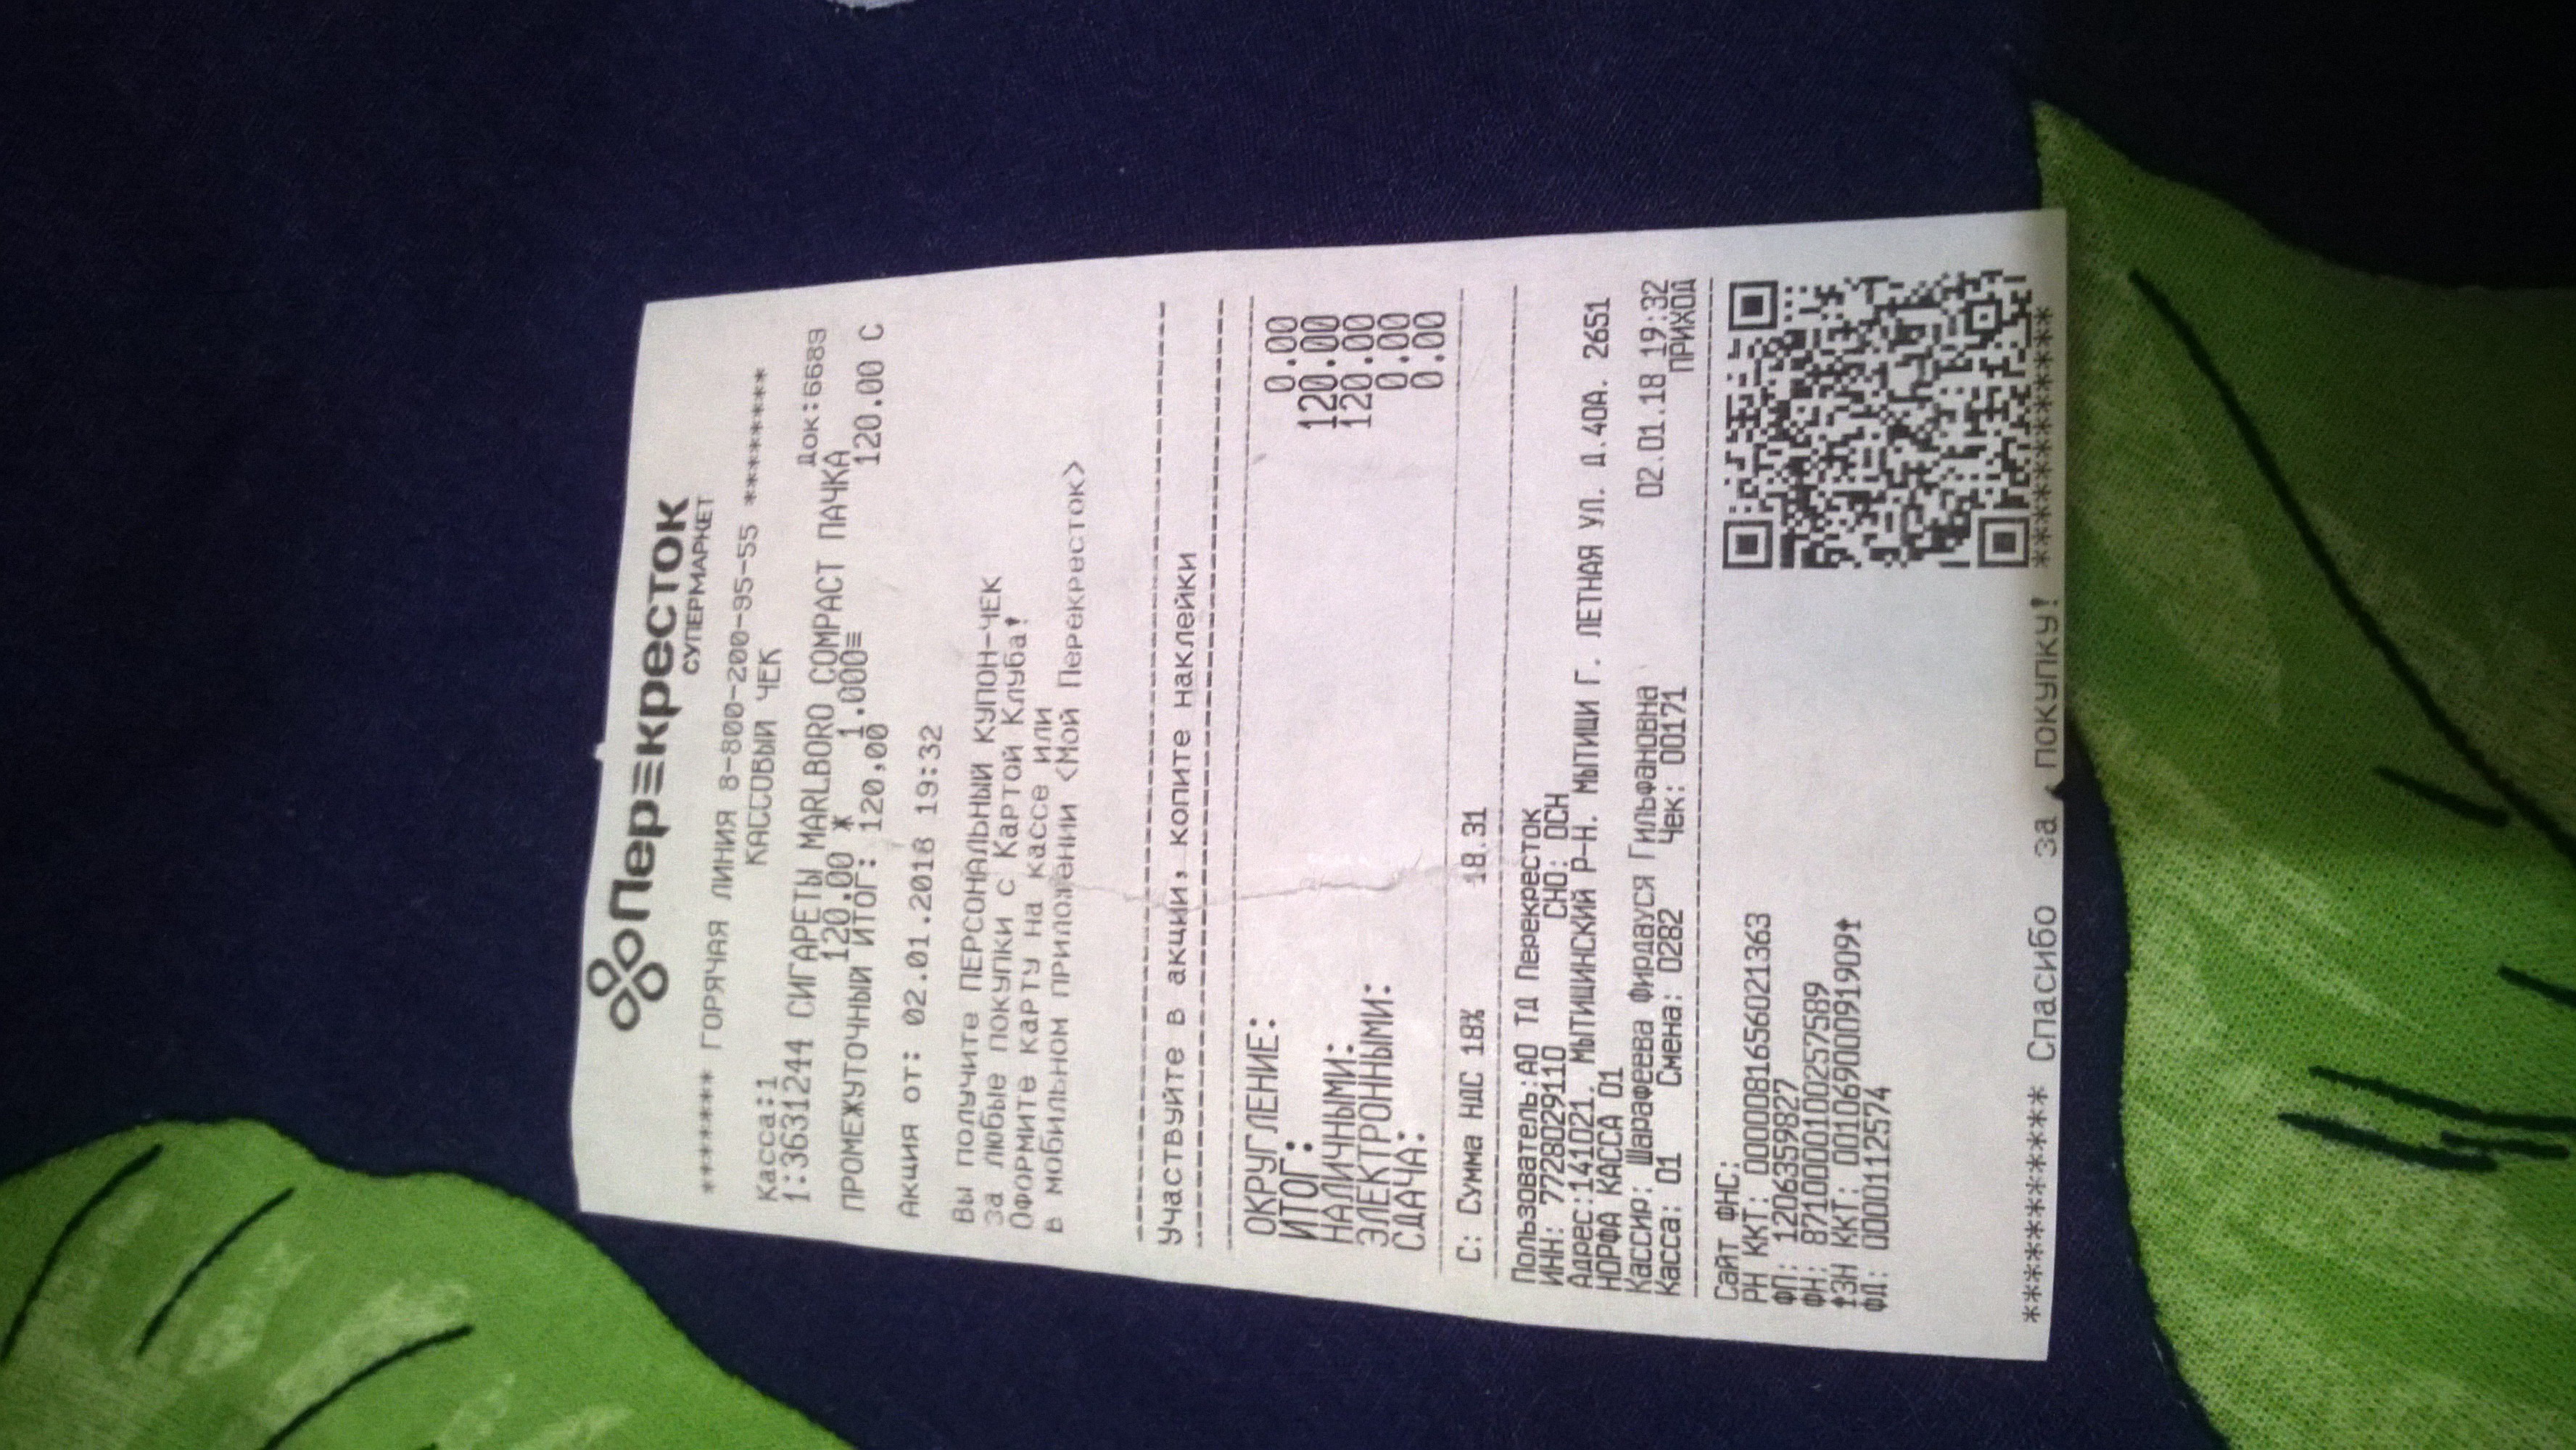 Перекресток
СУПЕРМАРКЕТ
******* ГОРЯЧАЯ ЛИНИЯ 8-800-200-95-55 ********
КАССОВЫЙ ЧЕК
Касса:1 Док:6689
1:3631244 СИГАРЕТЫ MARLBORO COMPACT ПАЧКА
120.00 * 1.000≡ 120.00 С
ПРОМЕЖУТОЧНЫЙ ИТОГ: 120,00
Акция от: 02.01.2018 19:32
Вы получите ПЕРСОНАЛЬНЫЙ КУПОН-ЧЕК
за любые покупки с Картой Клуба!
Оформите карту на кассе или
в мобильном приложении <Мой Перекресток>
Участвуйте в акции, копите наклейки
ОКРУГЛЕНИЕ: 0.00
ИТОГ: 120.00
НАЛИЧНЫМИ: 120.00
ЭЛЕКТРОННЫМИ: 0.00
СДАЧА: 0.00
С: Сумма НДС 18% 18.31
Пользователь:АО ТД Перекресток
ИНН: 7728029110 СНО: ОСН
Адрес:141021. МЫТИЩИНСКИЙ Р-Н. МЫТИЩИ Г. ЛЕТНАЯ УЛ. Д.40А. 2651
НОРФА КАССА 01
Кассир: Шарафеева Фирдауся Гильфановна
Касса: 01 Смена: 0282 Чек: 00171 02.01.18 19:32
ПРИХОД
Сайт ФНС:
РН ККТ: 0000816560021363
ФП: 1206359827
ФН: 8710000100257589
↑ЗН ККТ: 00106900091909↑
ФД: 0000112574
************** Спасибо за покупку! **************